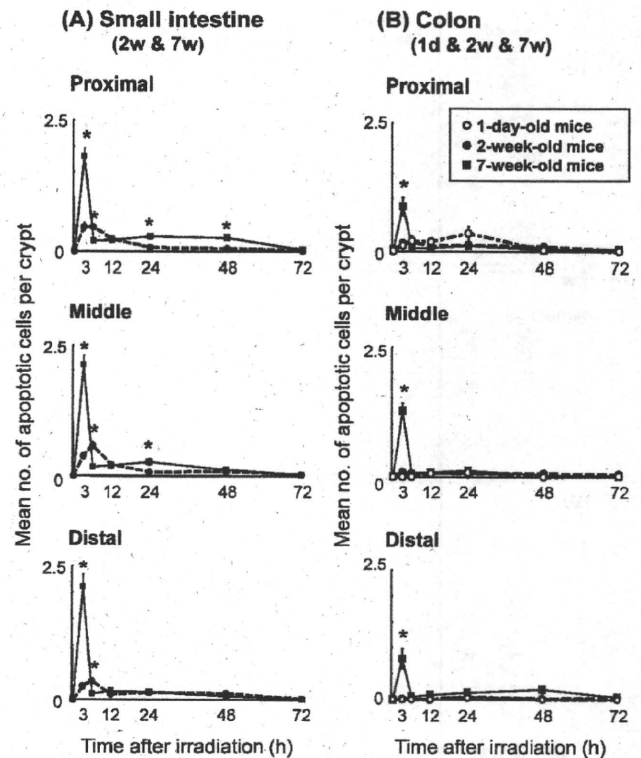 (A) Small intestine
(2w & 7w)
Proximal
2.5
*
*
*
*
0
3 12 24 48 72
Middle
2.5
*
*
*
0
3 12 24 48 72
Distal
2.5
*
*
0
3 12 24 48 72
Time after irradiation (h)
Mean no. of apoptotic cells per crypt
(B) Colon
(1d & 2w & 7w)
Proximal
2.5
1-day-old mice
2-week-old mice
7-week-old mice
*
0
3 12 24 48 72
Middle
2.5
*
0
3 12 24 48 72
Distal
2.5
*
0
3 12 24 48 72
Time after irradiation (h)
Mean no. of apoptotic cells per crypt